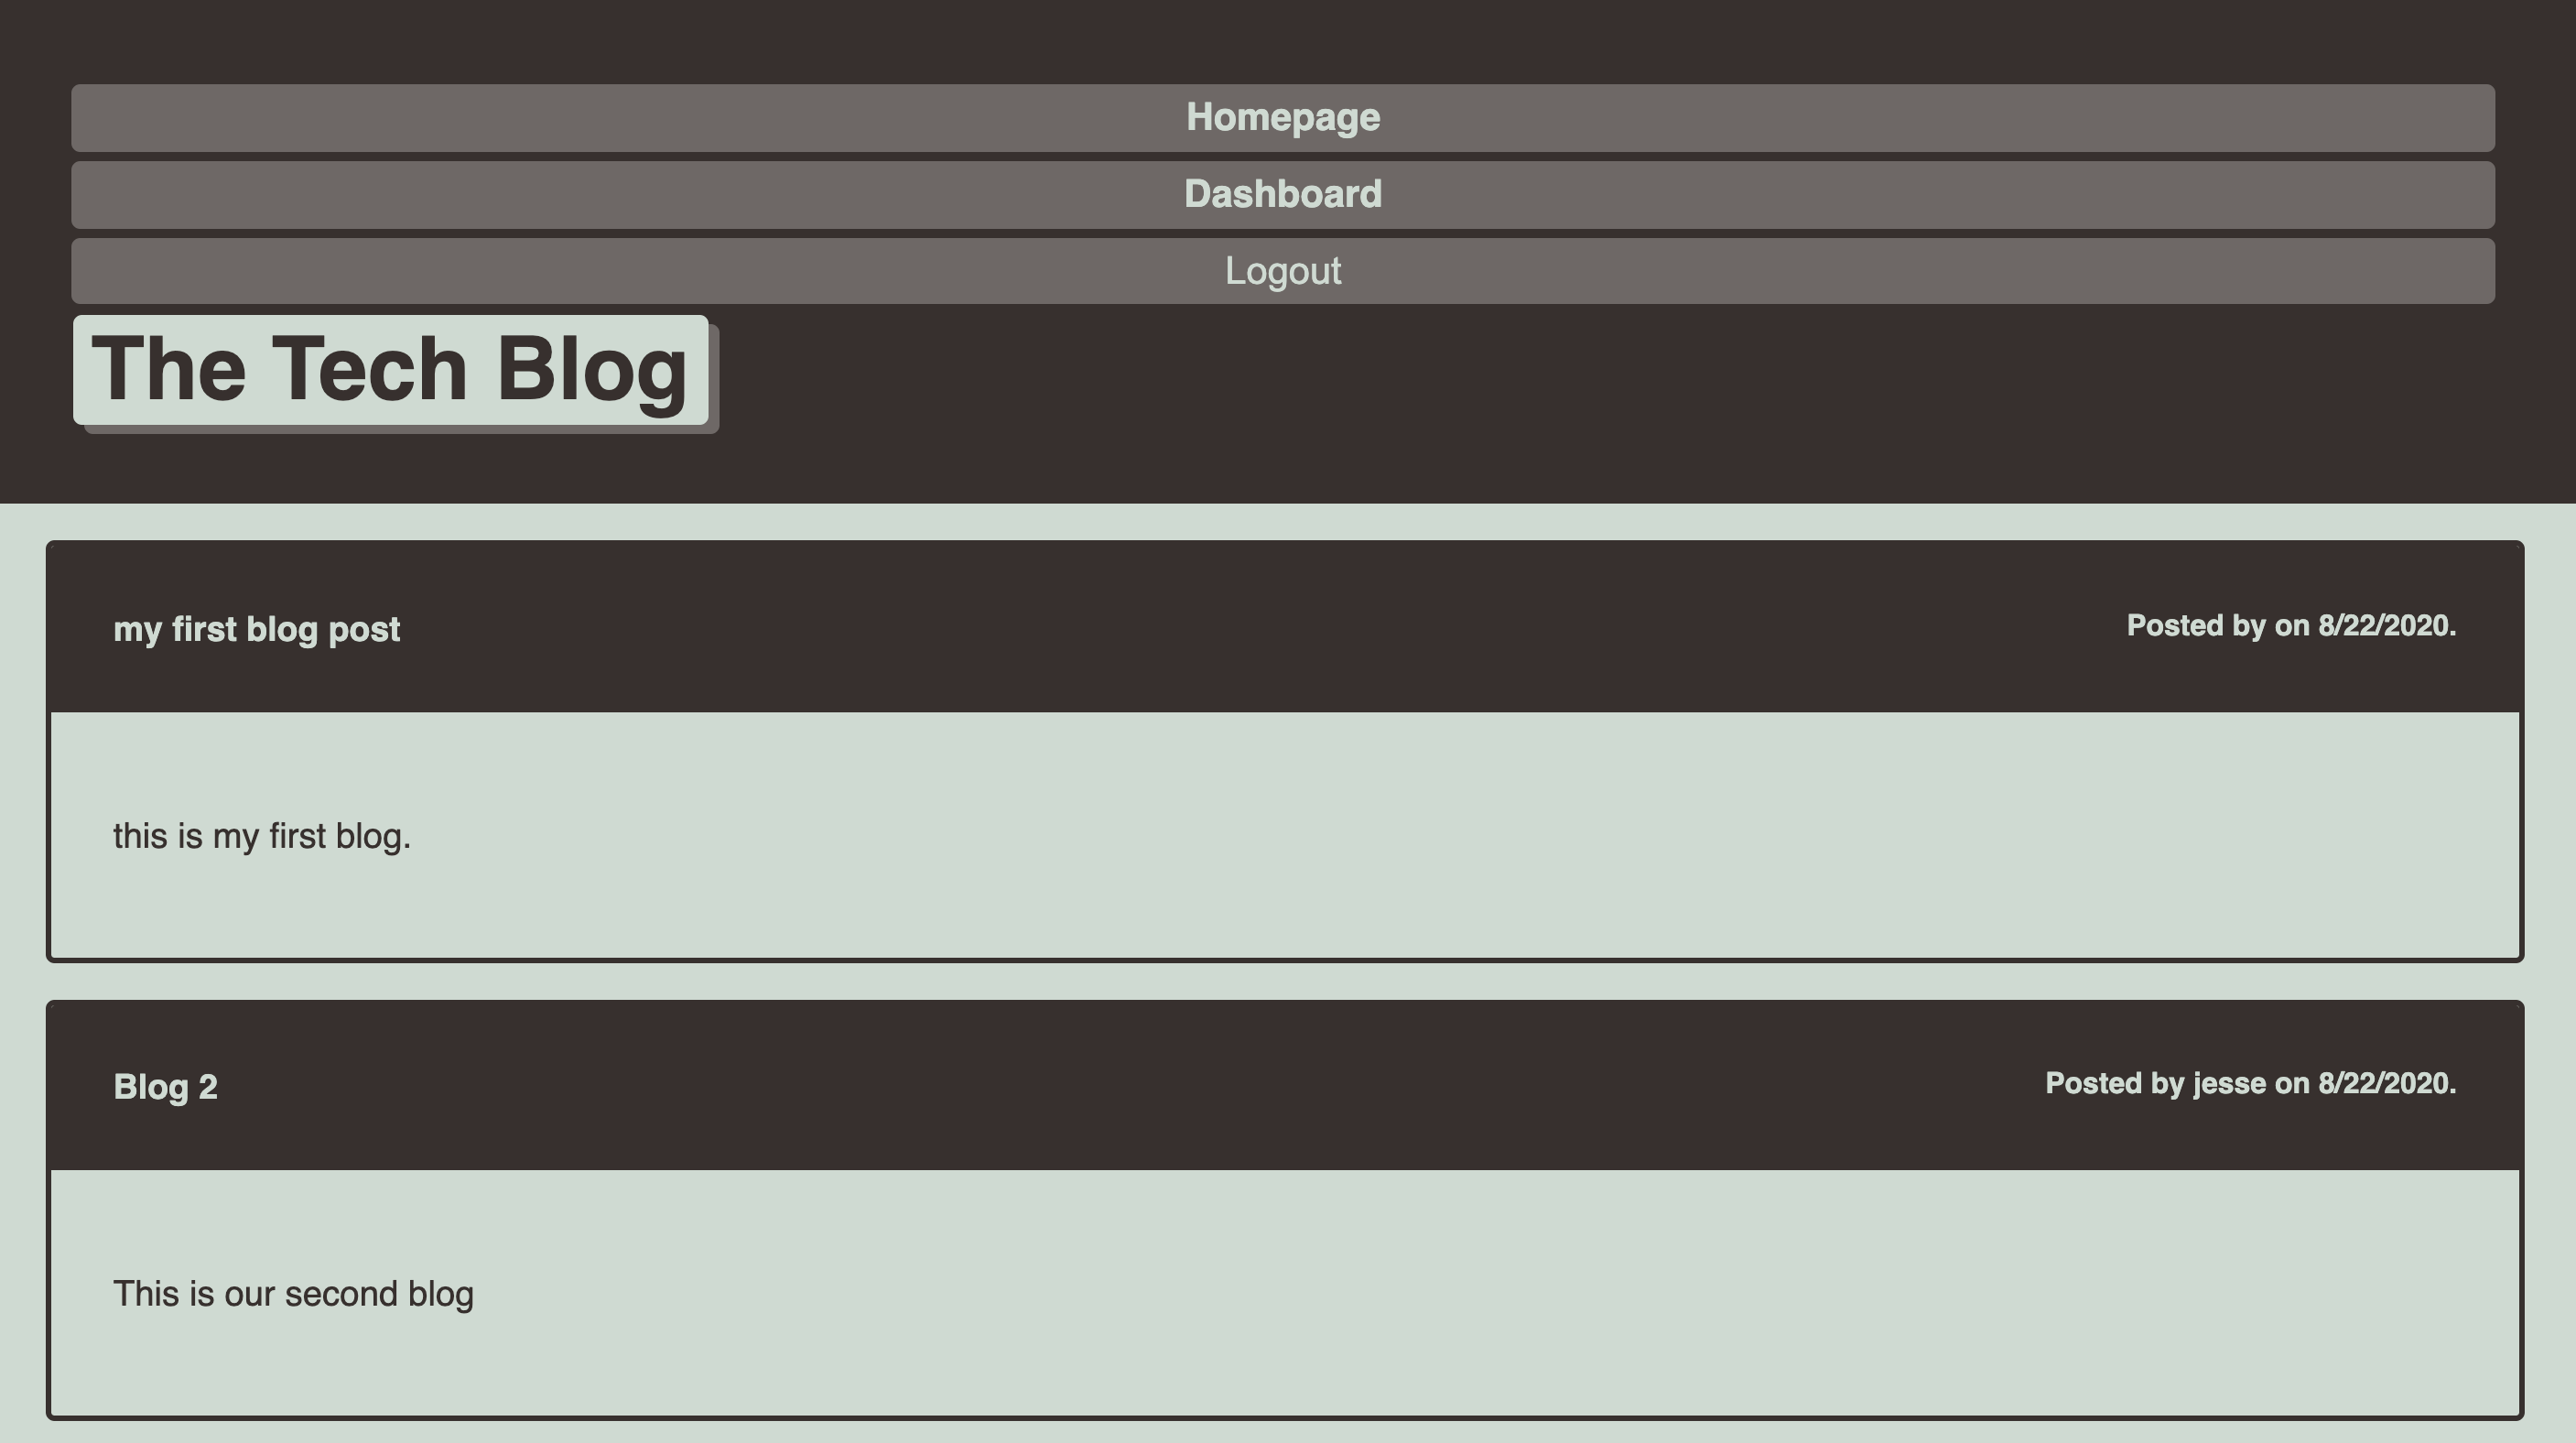 Homepage
Dashboard
Logout
The Tech Blog
my first blog post
Posted by on 8/22/2020.
this is my first blog.
Blog 2
Posted by jesse on 8/22/2020.
This is our second blog